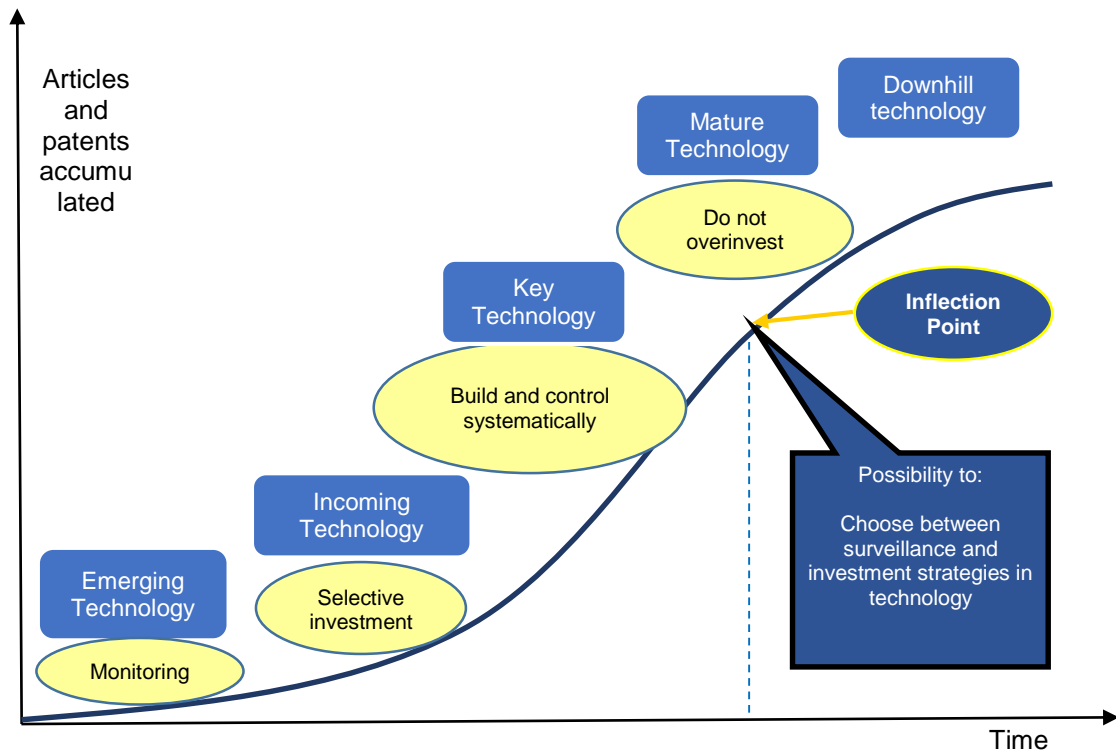 Articles
and
patents
accumu
lated
Downhill
technology
Mature
Technology
Do not
overinvest
Key
Technology
Inflection
Point
Build and control
systematically
Possibility to:
Choose between
surveillance and
investment strategies in
technology
Incoming
Technology
Selective
investment
Emerging
Technology
Monitoring
Time